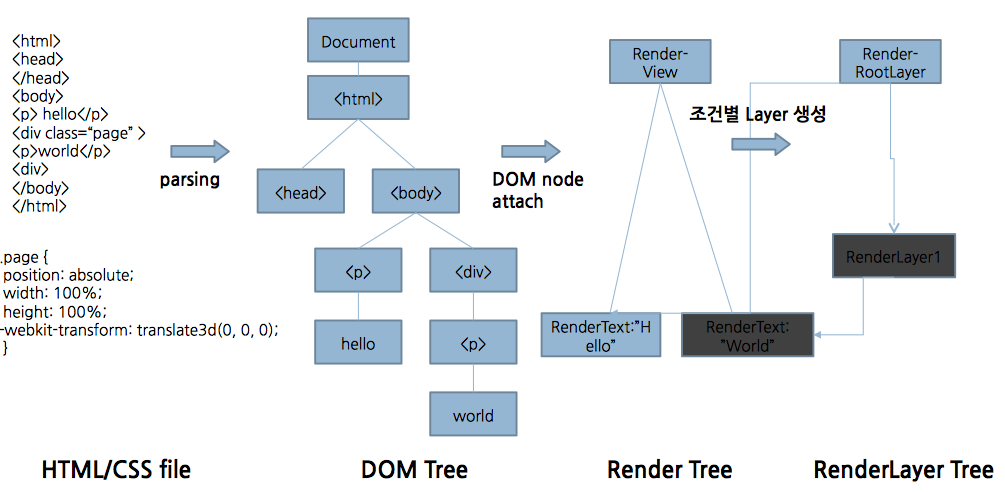 <html>
<head>
</head>
<body>
<p> hello</p>
<div class=“page” >
<p>world</p>
<div>
</body>
</html>
.page {
position: absolute;
width: 100%;
height: 100%;
-webkit-transform: translate3d(0, 0, 0);
}
HTML/CSS file
parsing
Document
<html>
<head>
<body>
<p>
<div>
hello
<p>
world
DOM Tree
DOM node
attach
Render-
View
RenderText:”H
ello”
RenderText:
”World”
Render Tree
조건별 Layer 생성
Render-
RootLayer
RenderLayer1
RenderLayer Tree